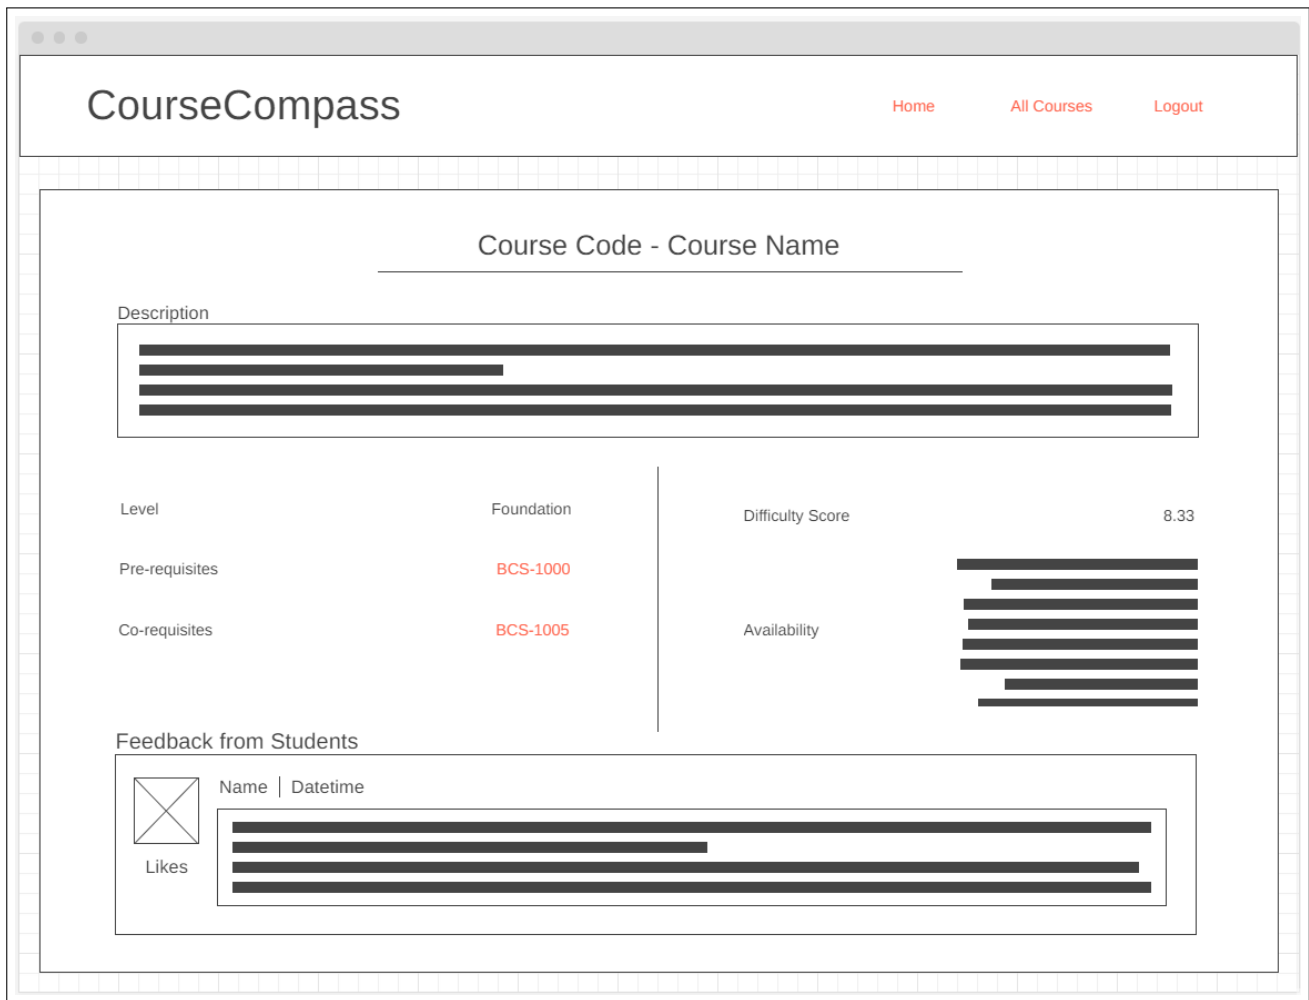 CourseCompass
Home
All Courses
Logout
Course Code - Course Name
Description
Level
Foundation
Pre-requisites
BCS-1000
Co-requisites
BCS-1005
Difficulty Score
8.33
Availability
Feedback from Students
Name
Datetime
Likes